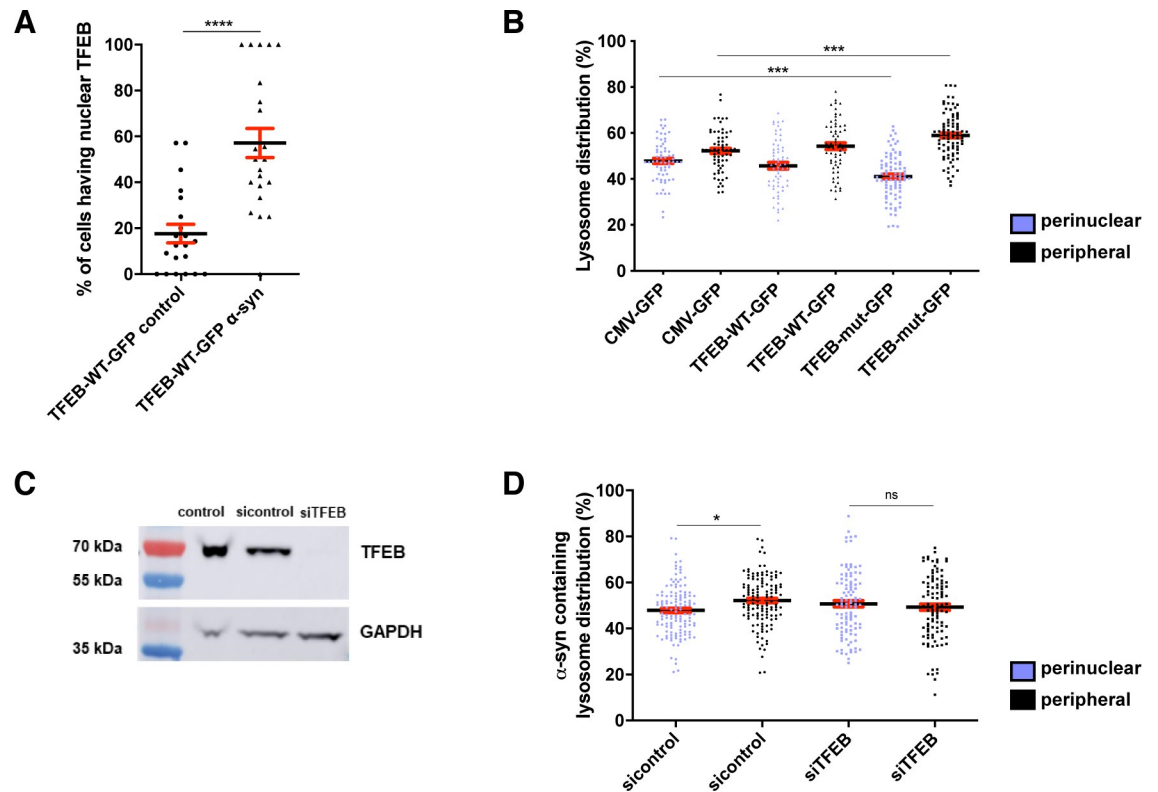 A
% of cells having nuclear TFEB
****
100
80
60
40
20
0
TFEB-WT-GFP control
TFEB-WT-GFP α-syn
B
Lysosome distribution (%)
100
80
60
40
20
0
***
***
CMV-GFP
CMV-GFP
TFEB-WT-GFP
TFEB-WT-GFP
TFEB-mut-GFP
TFEB-mut-GFP
perinuclear
peripheral
C
control sicontrol siTFEB
70 kDa
TFEB
55 kDa
GAPDH
35 kDa
D
α-syn containing
lysosome distribution (%)
100
80
60
40
20
0
*
ns
sicontrol
sicontrol
siTFEB
siTFEB
perinuclear
peripheral